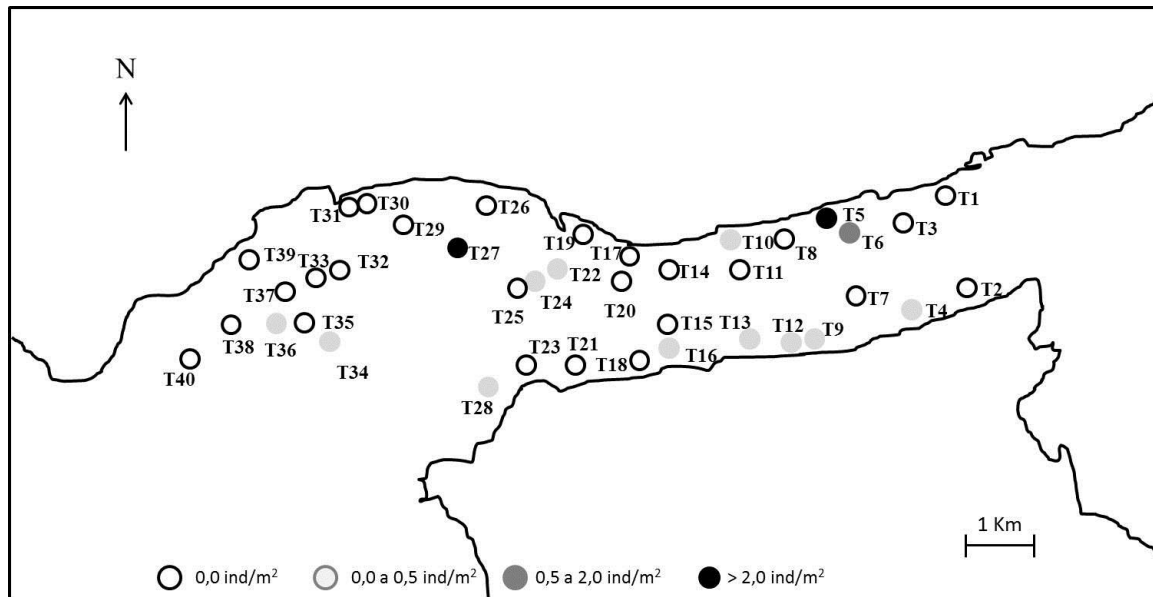 N
T1
T30
T31
T26
T5
T3
T29
T6
T19
T10
T8
T17
T39
T27
T33
T32
T22
T14
T11
T2
T37
T24
T7
T25
T20
T4
T35
T15
T13
T12
T9
T38
T36
T16
T23
T21
T18
T34
T40
T28
1 Km
0,0 ind/m²
0,0 a 0,5 ind/m²
0,5 a 2,0 ind/m²
> 2,0 ind/m²